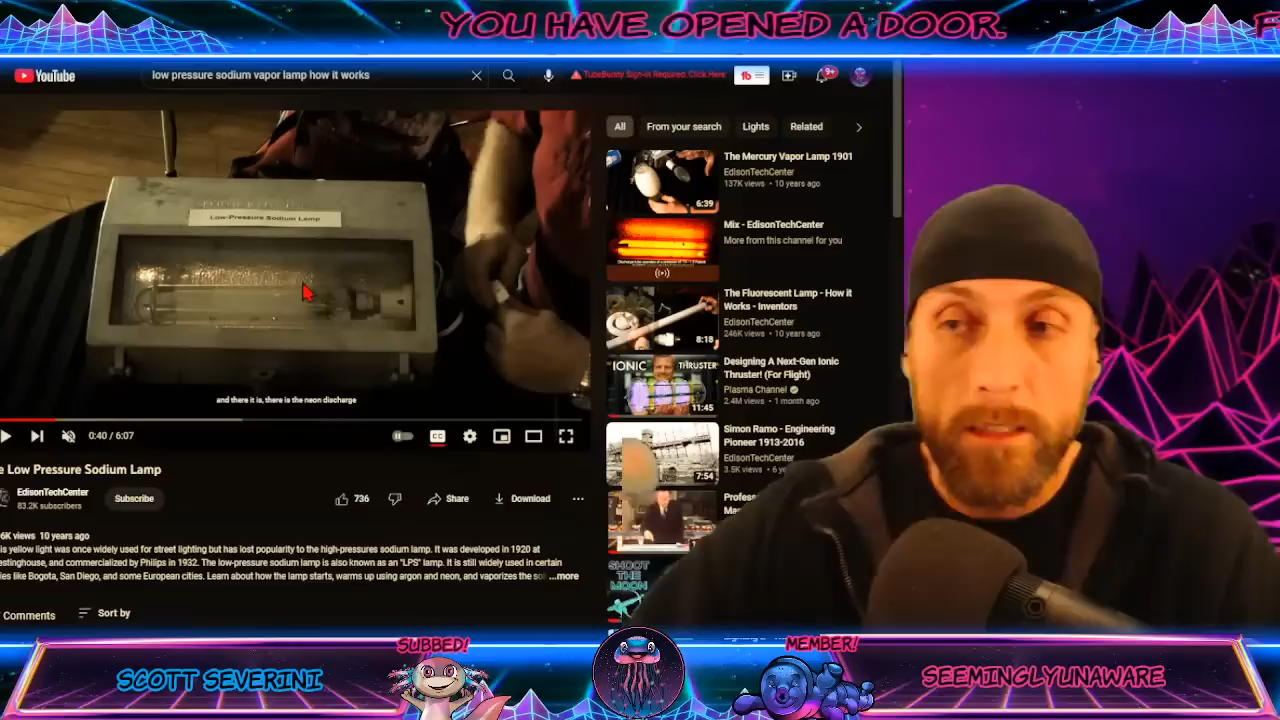 YOU HAVE OPENED A DOOR.
YouTube
low pressure sodium vapor lamp how it works
TubeBuddy Sign-in Required. Click Here
9+
Low-Pressure Sodium Lamp
and there it is, there is the neon discharge
0:40 / 6:07
CC
Low Pressure Sodium Lamp
EdisonTechCenter
83.2K subscribers
Subscribe
736
Share
Download
6K views 10 years ago
is yellow light was once widely used for street lighting but has lost popularity to the high-pressures sodium lamp. It was developed in 1920 at
estinghouse, and commercialized by Philips in 1932. The low-pressure sodium lamp is also known as an "LPS" lamp. It is still widely used in certain
ies like Bogota, San Diego, and some European cities. Learn about how the lamp starts, warms up using argon and neon, and vaporizes the
...more
Comments
Sort by
All
From your search
Lights
Related
The Mercury Vapor Lamp 1901
EdisonTechCenter
137K views • 10 years ago
6:39
Mix - EdisonTechCenter
More from this channel for you
The Fluorescent Lamp - How it
Works - Inventors
EdisonTechCenter
246K views • 10 years ago
8:18
Designing A Next-Gen Ionic
Thruster! (For Flight)
Plasma Channel
2.4M views • 1 month ago
IONIC THRUSTER
11:45
Simon Ramo - Engineering
Pioneer 1913-2016
EdisonTechCenter
3.5K views
7:54
SHOOT
THE
MOON
SUBBED!
SCOTT SEVERINI
MEMBER!
SEEMINGLYUNAWARE